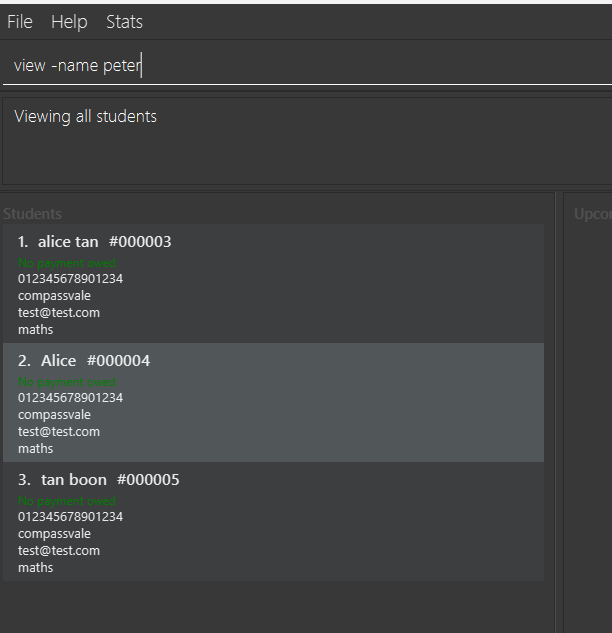 File Help Stats
view -name peter
Viewing all students
Students
Upcom
1. alice tan #000003
No payment owed
012345678901234
compassvale
test@test.com
maths
2. Alice #000004
No payment owed
012345678901234
compassvale
test@test.com
maths
3. tan boon #000005
No payment owed
012345678901234
compassvale
test@test.com
maths